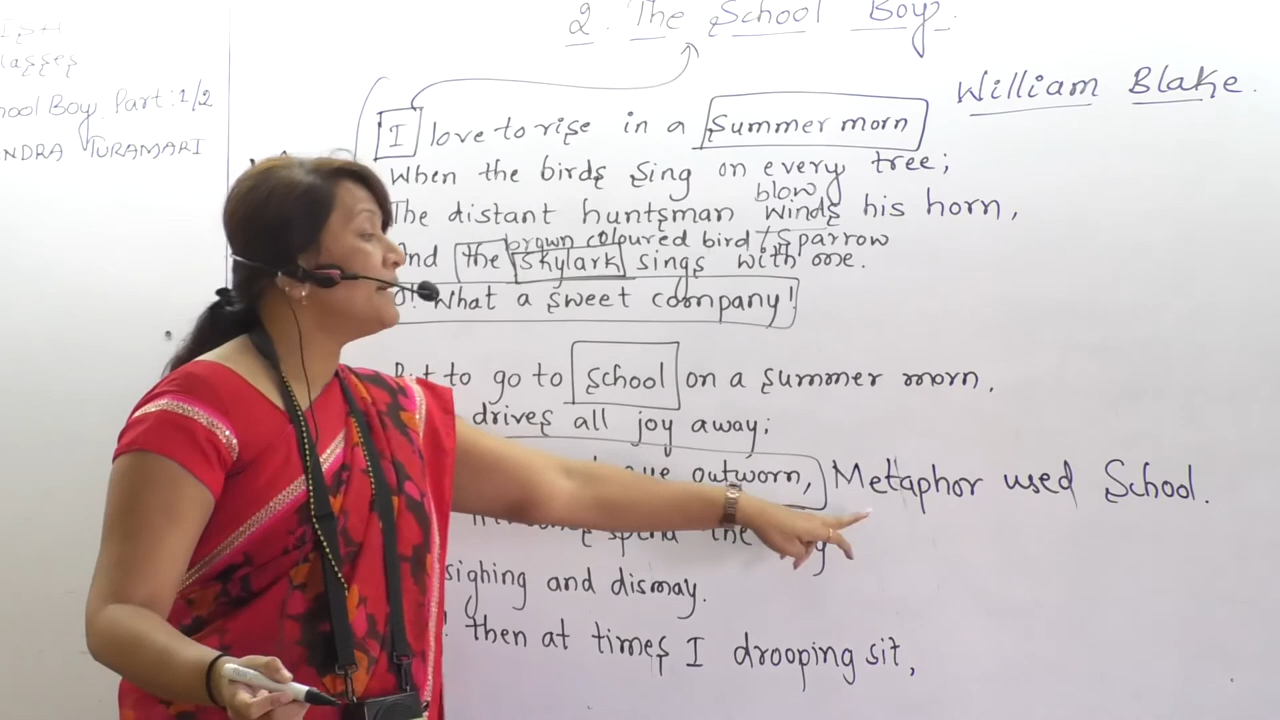 2. The School Boy.
William Blake.
Part: 1/2
TURAMARI
I love to rise in a Summer morn
When the birds sing on every tree;
blow
The distant huntsman winds his horn,
brown coloured bird / Sparrow
And the skylark sings with me.
O! What a sweet company!
But to go to school on a summer morn,
drives all joy away;
outworn, Metaphor used School.
spend the
sighing and dismay.
then at times I drooping sit,